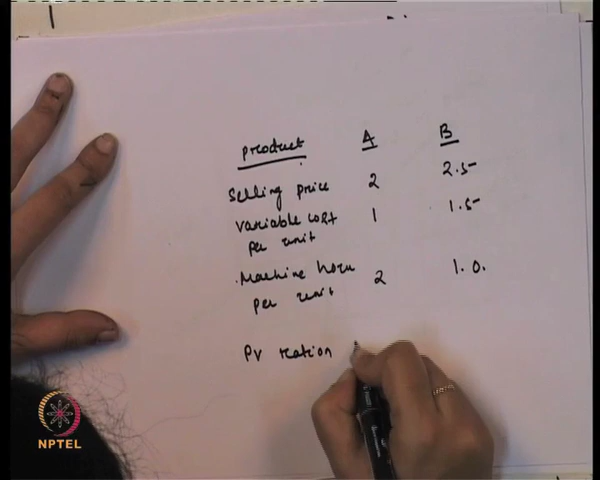 product A B
Selling price 2 2.5
Variable cost 1 1.5
per unit
Machine hour 2 1.0.
per unit
PV ration
NPTEL